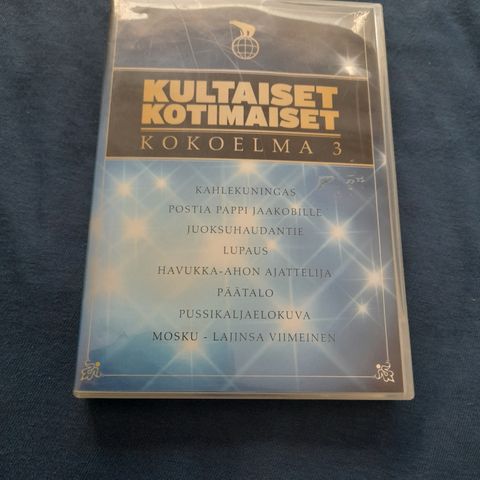 KULTAISET
KOTIMAISET
KOKOELMA 3
KAHLEKUNINGAS
POSTIA PAPPI JAAKOBILLE
JUOKSUHAUDANTIE
LUPAUS
HAVUKKA-AHON AJATTELIJA
PÄÄTALO
PUSSIKALJAELOKUVA
MOSKU - LAJINSA VIIMEINEN